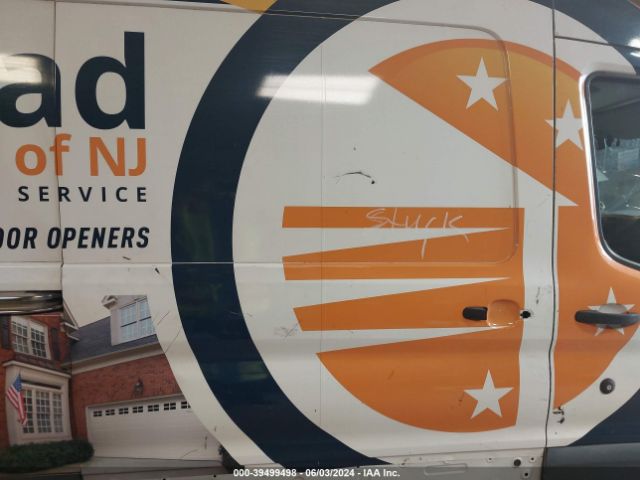 ad
of NJ
SERVICE
OOR OPENERS
Stuck
000-39499498 - 06/03/2024 - IAA Inc.